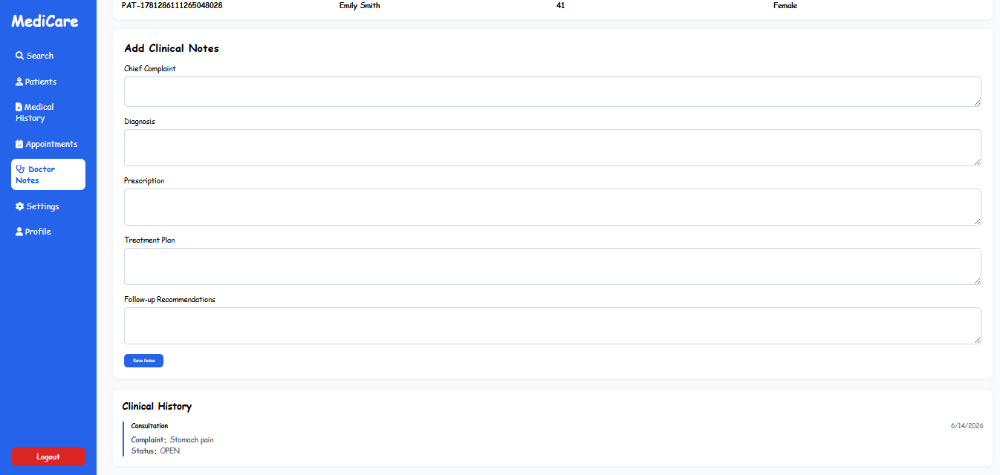 MediCare
Search
Patients
Medical
History
Appointments
Doctor
Notes
Settings
Profile
Logout
PAT-1781286111265048028 Emily Smith 41 Female
Add Clinical Notes
Chief Complaint
Diagnosis
Prescription
Treatment Plan
Follow-up Recommendations
Save Notes
Clinical History
Consultation 6/14/2026
Complaint: Stomach pain
Status: OPEN